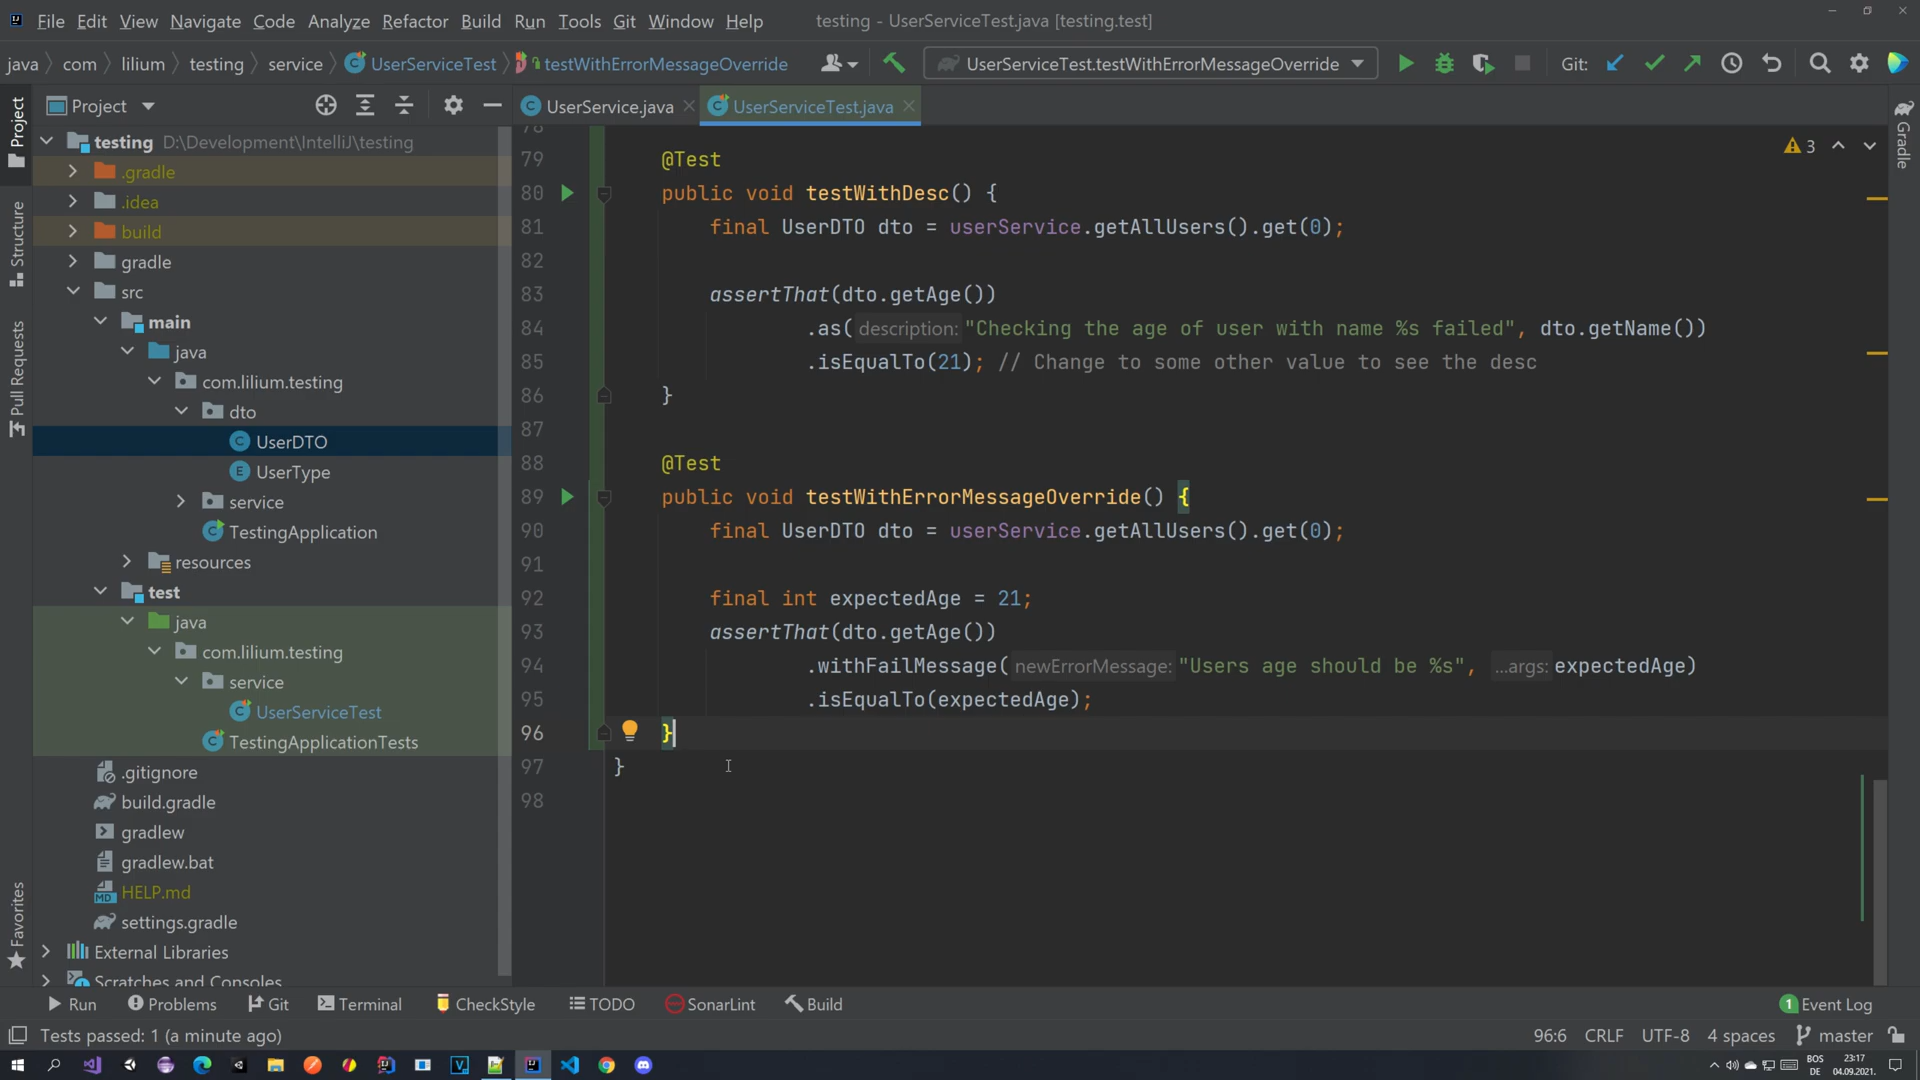 File Edit View Navigate Code Analyze Refactor Build Run Tools Git Window Help testing - UserServiceTest.java [testing.test]
java com lilium testing service UserServiceTest testWithErrorMessageOverride UserServiceTest.testWithErrorMessageOverride Git:
Project UserService.java UserServiceTest.java
Project
Structure
Pull Requests
Favorites
Gradle
testing D:\Development\IntelliJ\testing
.gradle
.idea
build
gradle
src
main
java
com.lilium.testing
dto
UserDTO
UserType
service
TestingApplication
resources
test
java
com.lilium.testing
service
UserServiceTest
TestingApplicationTests
.gitignore
build.gradle
gradlew
gradlew.bat
HELP.md
settings.gradle
External Libraries
Scratches and Consoles
3
78
79 @Test
80 public void testWithDesc() {
81 final UserDTO dto = userService.getAllUsers().get(0);
82
83 assertThat(dto.getAge())
84 .as( description: "Checking the age of user with name %s failed", dto.getName())
85 .isEqualTo(21); // Change to some other value to see the desc
86 }
87
88 @Test
89 public void testWithErrorMessageOverride() {
90 final UserDTO dto = userService.getAllUsers().get(0);
91
92 final int expectedAge = 21;
93 assertThat(dto.getAge())
94 .withFailMessage( newErrorMessage: "Users age should be %s", ...args: expectedAge)
95 .isEqualTo(expectedAge);
96 }
97 }
98
Run Problems Git Terminal CheckStyle TODO SonarLint Build 1 Event Log
Tests passed: 1 (a minute ago) 96:6 CRLF UTF-8 4 spaces master
BOS 23:17
DE 04.09.2021.